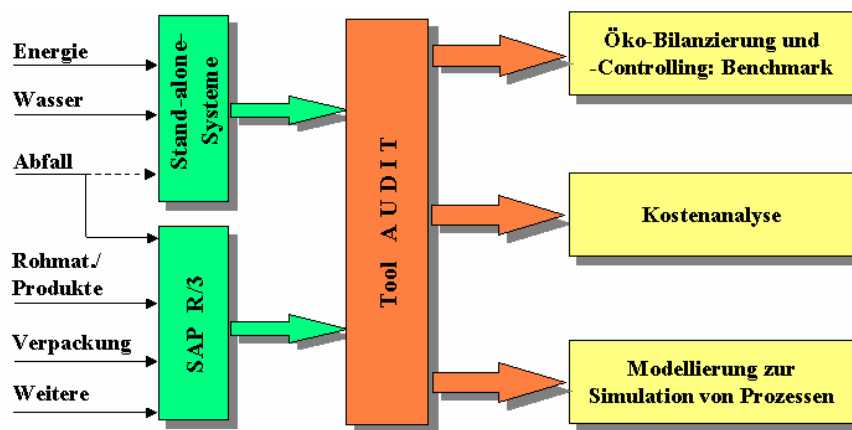 Energie
Wasser
Abfall
Rohmat./
Produkte
Verpackung
Weitere
Stand-alone-
Systeme
SAP R/3
Tool AUDIT
Öko-Bilanzierung und
-Controlling: Benchmark
Kostenanalyse
Modellierung zur
Simulation von Prozessen